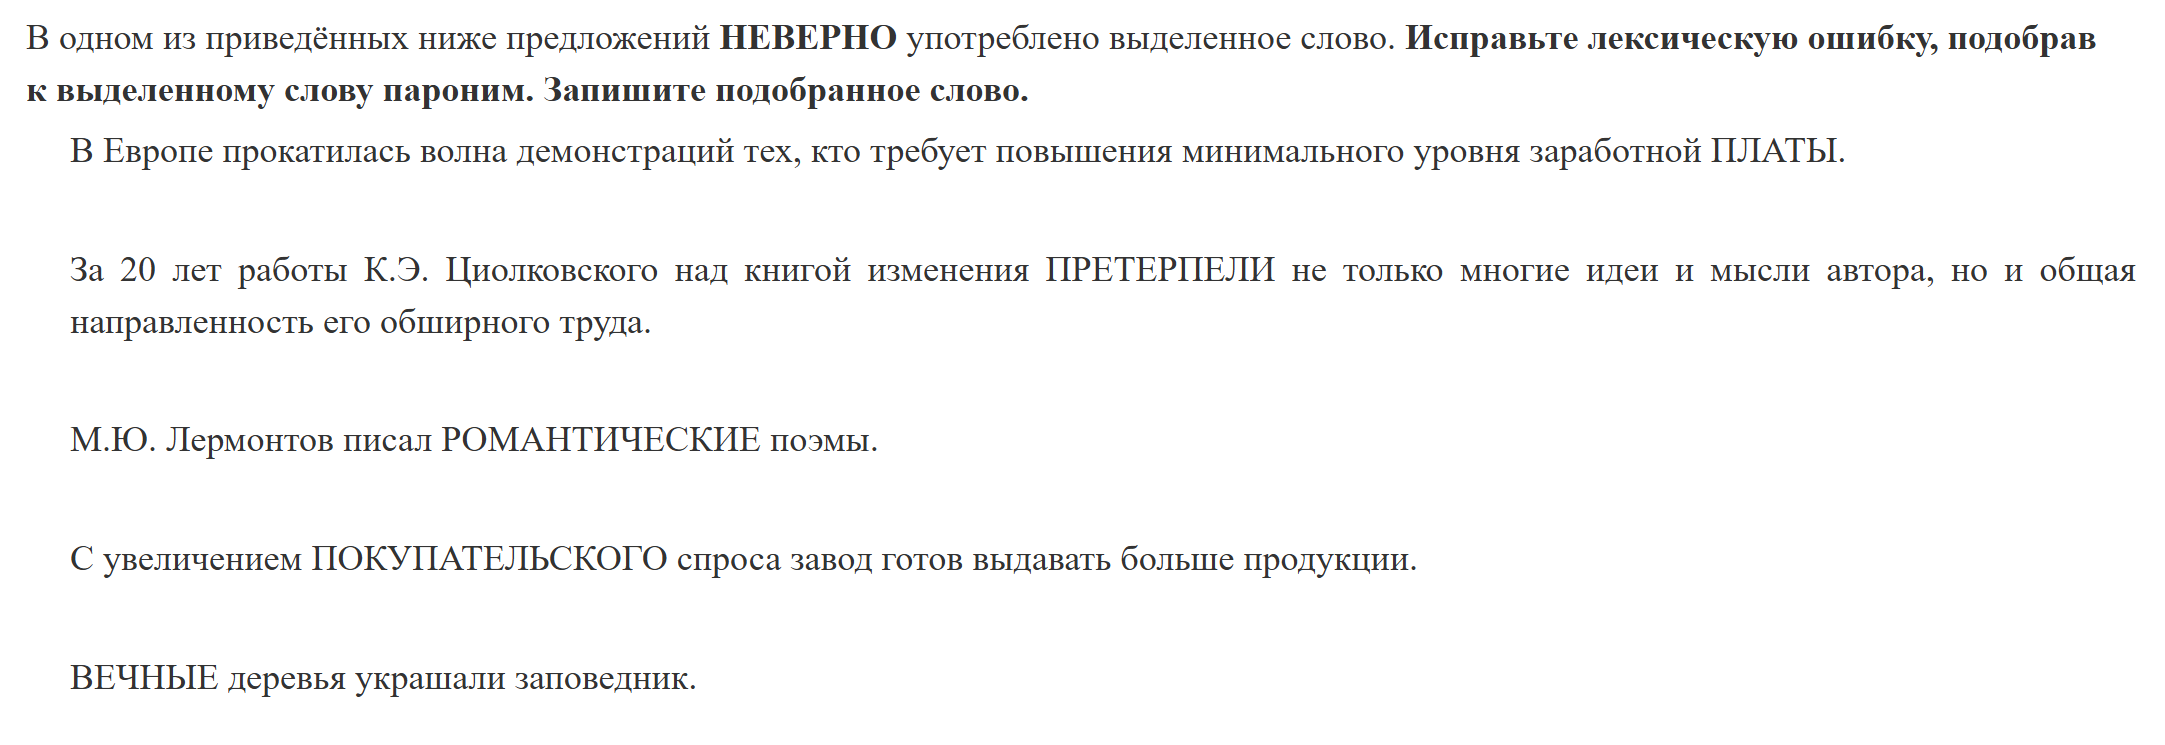 В одном из приведённых ниже предложений НЕВЕРНО употреблено выделенное слово. Исправьте лексическую ошибку, подобрав
к выделенному слову пароним. Запишите подобранное слово.
В Европе прокатилась волна демонстраций тех, кто требует повышения минимального уровня заработной ПЛАТЫ.
За 20 лет работы К.Э. Циолковского над книгой изменения ПРЕТЕРПЕЛИ не только многие идеи и мысли автора, но и общая
направленность его обширного труда.
М.Ю. Лермонтов писал РОМАНТИЧЕСКИЕ поэмы.
С увеличением ПОКУПАТЕЛЬСКОГО спроса завод готов выдавать больше продукции.
ВЕЧНЫЕ деревья украшали заповедник.